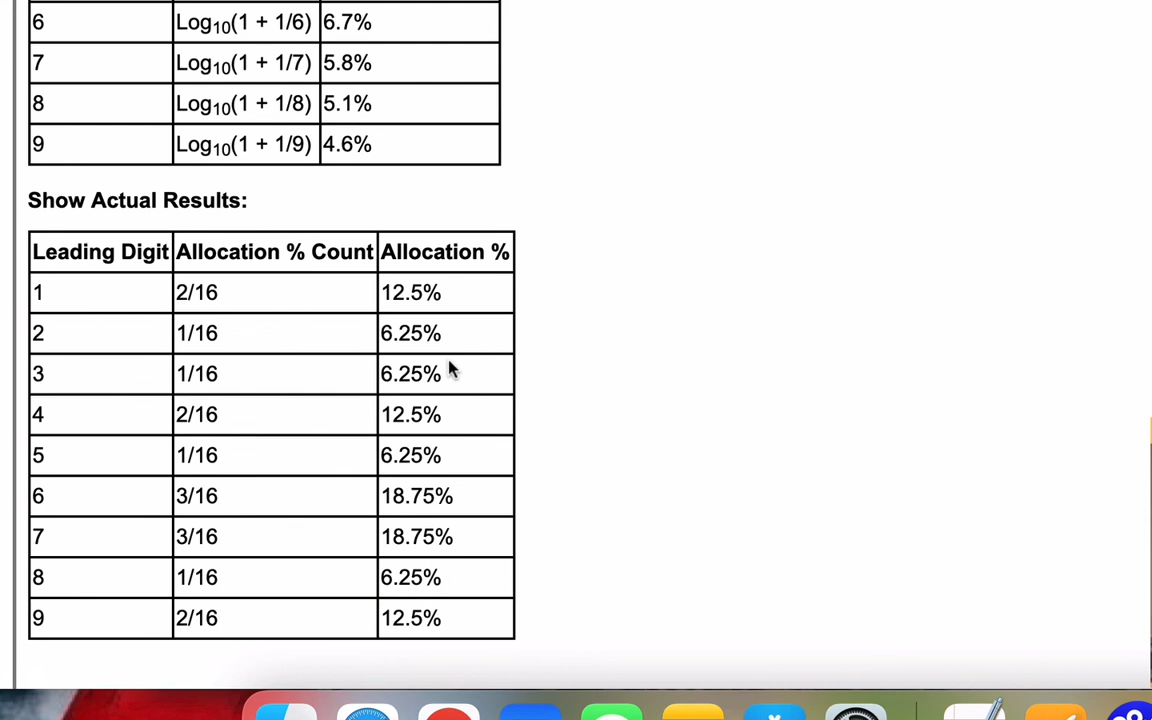 6 Log10(1 + 1/6) 6.7%
7 Log10(1 + 1/7) 5.8%
8 Log10(1 + 1/8) 5.1%
9 Log10(1 + 1/9) 4.6%
Show Actual Results:
Leading Digit Allocation % Count Allocation %
1 2/16 12.5%
2 1/16 6.25%
3 1/16 6.25%
4 2/16 12.5%
5 1/16 6.25%
6 3/16 18.75%
7 3/16 18.75%
8 1/16 6.25%
9 2/16 12.5%